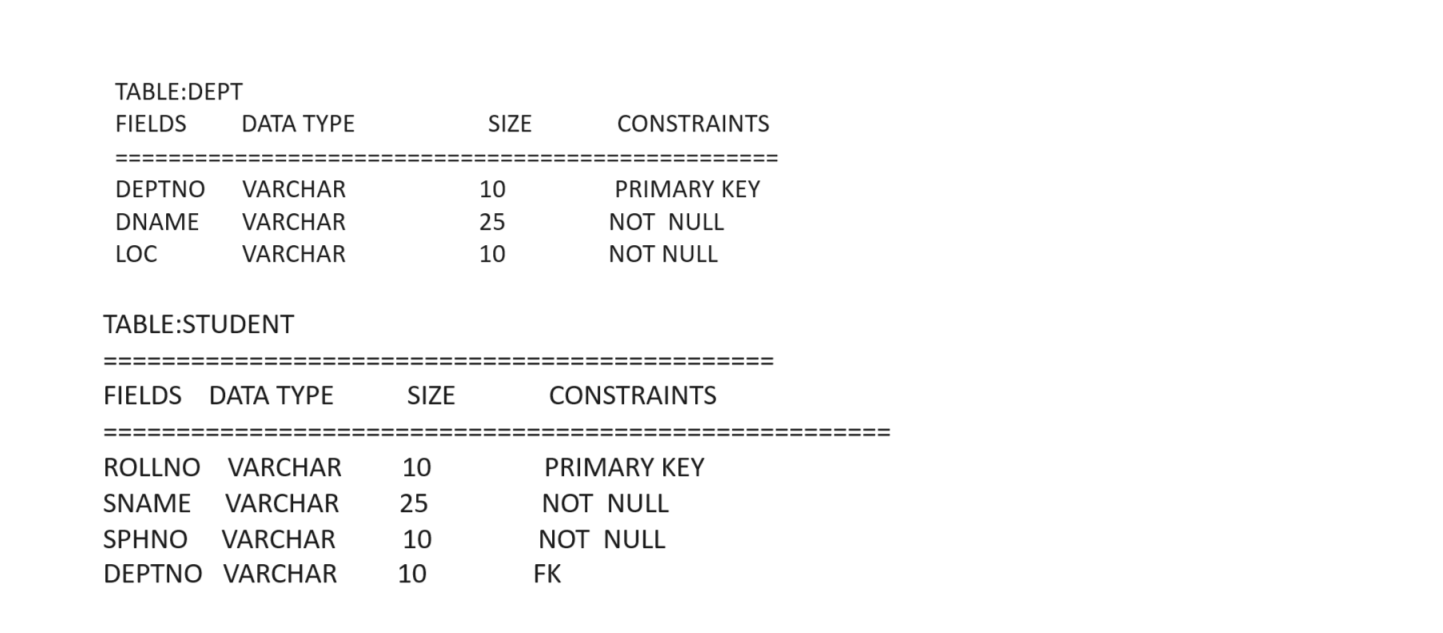 TABLE:DEPT
FIELDS DATA TYPE SIZE CONSTRAINTS
==================================================
DEPTNO VARCHAR 10 PRIMARY KEY
DNAME VARCHAR 25 NOT NULL
LOC VARCHAR 10 NOT NULL
TABLE:STUDENT
==============================================
FIELDS DATA TYPE SIZE CONSTRAINTS
======================================================
ROLLNO VARCHAR 10 PRIMARY KEY
SNAME VARCHAR 25 NOT NULL
SPHNO VARCHAR 10 NOT NULL
DEPTNO VARCHAR 10 FK